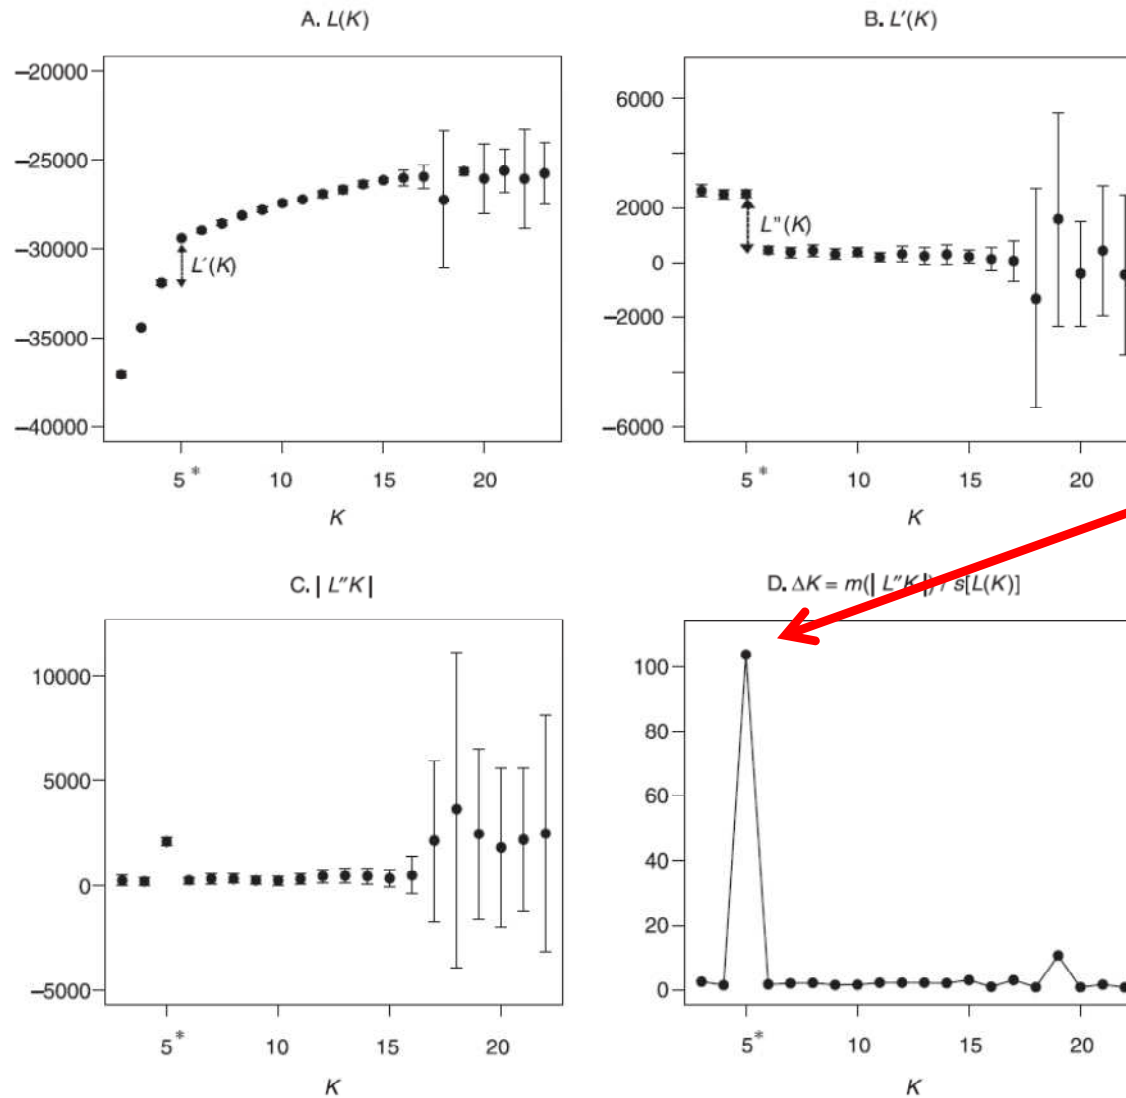 A. L(K)
−20000
−25000
−30000
−35000
−40000
L′(K)
5 * 10 15 20
K
B. L′(K)
6000
2000
0
−2000
−6000
L"(K)
5 * 10 15 20
K
C. | L″K |
10000
5000
0
−5000
5 * 10 15 20
K
D. ΔK = m(| L″K |) / s[L(K)]
100
80
60
40
20
0
5 * 10 15 20
K